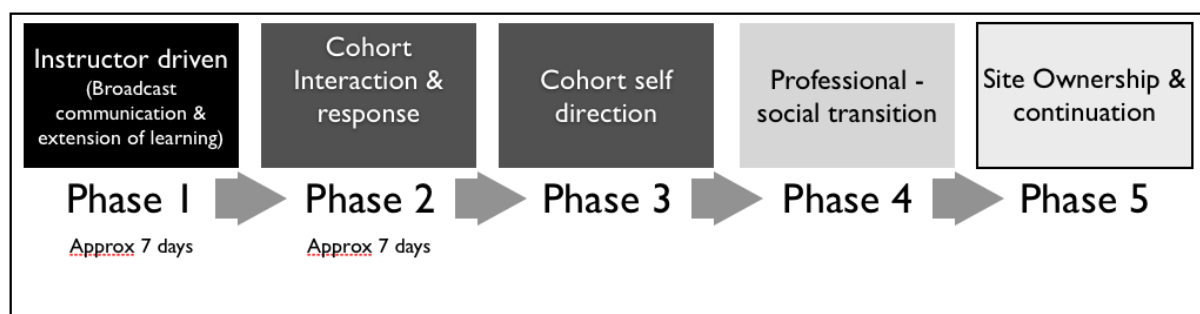 Instructor driven
(Broadcast
communication &
extension of learning)
Cohort
Interaction &
response
Cohort self
direction
Professional -
social transition
Site Ownership &
continuation
Phase 1
Phase 2
Phase 3
Phase 4
Phase 5
Approx 7 days
Approx 7 days